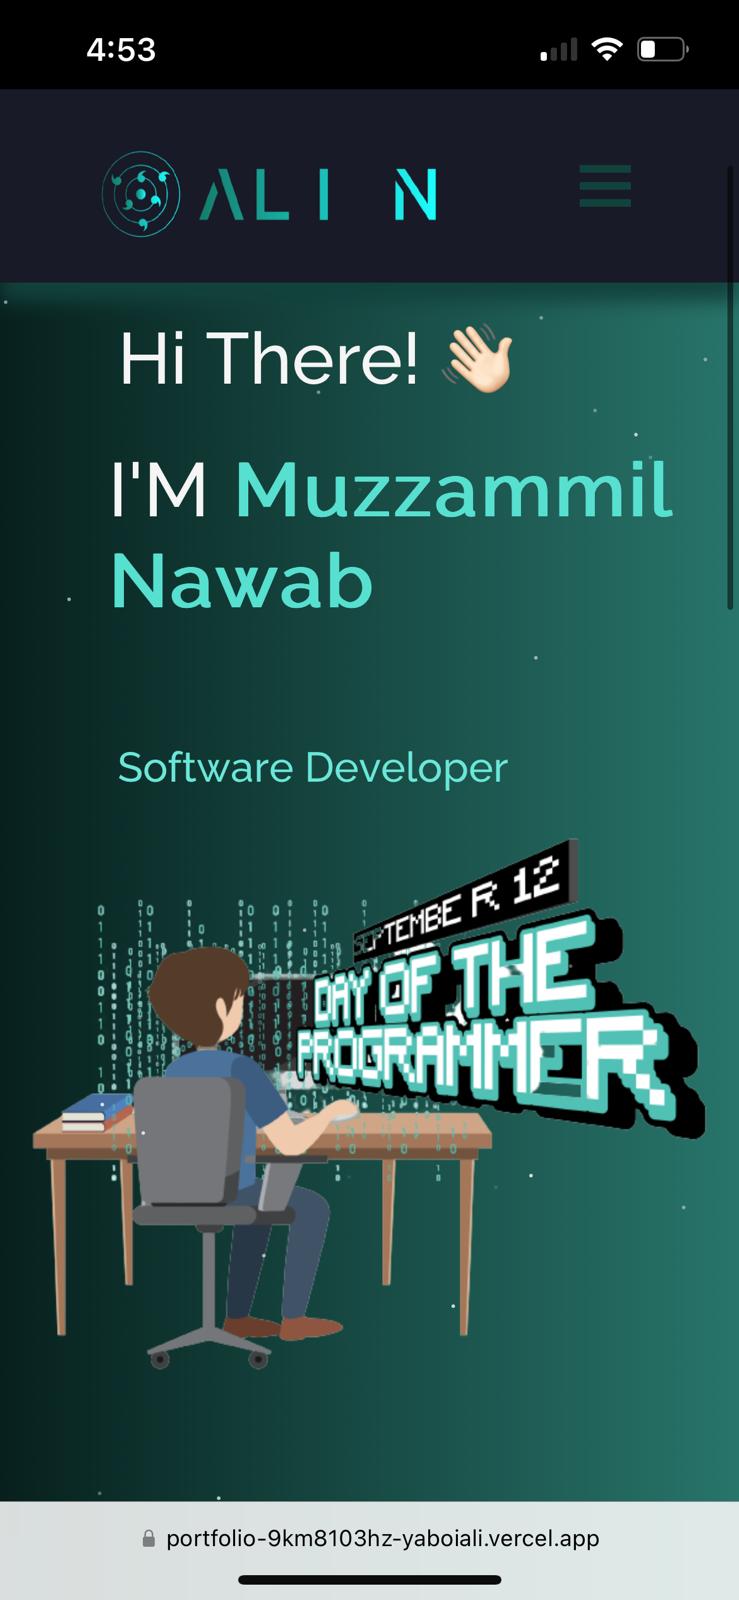 4:53
ALI N
Hi There! 👋🏻
I'M Muzzammil
Nawab
Software Developer
SEPTEMBE R 12
DAY OF THE
PROGRAMMER
portfolio-9km8103hz-yaboiali.vercel.app